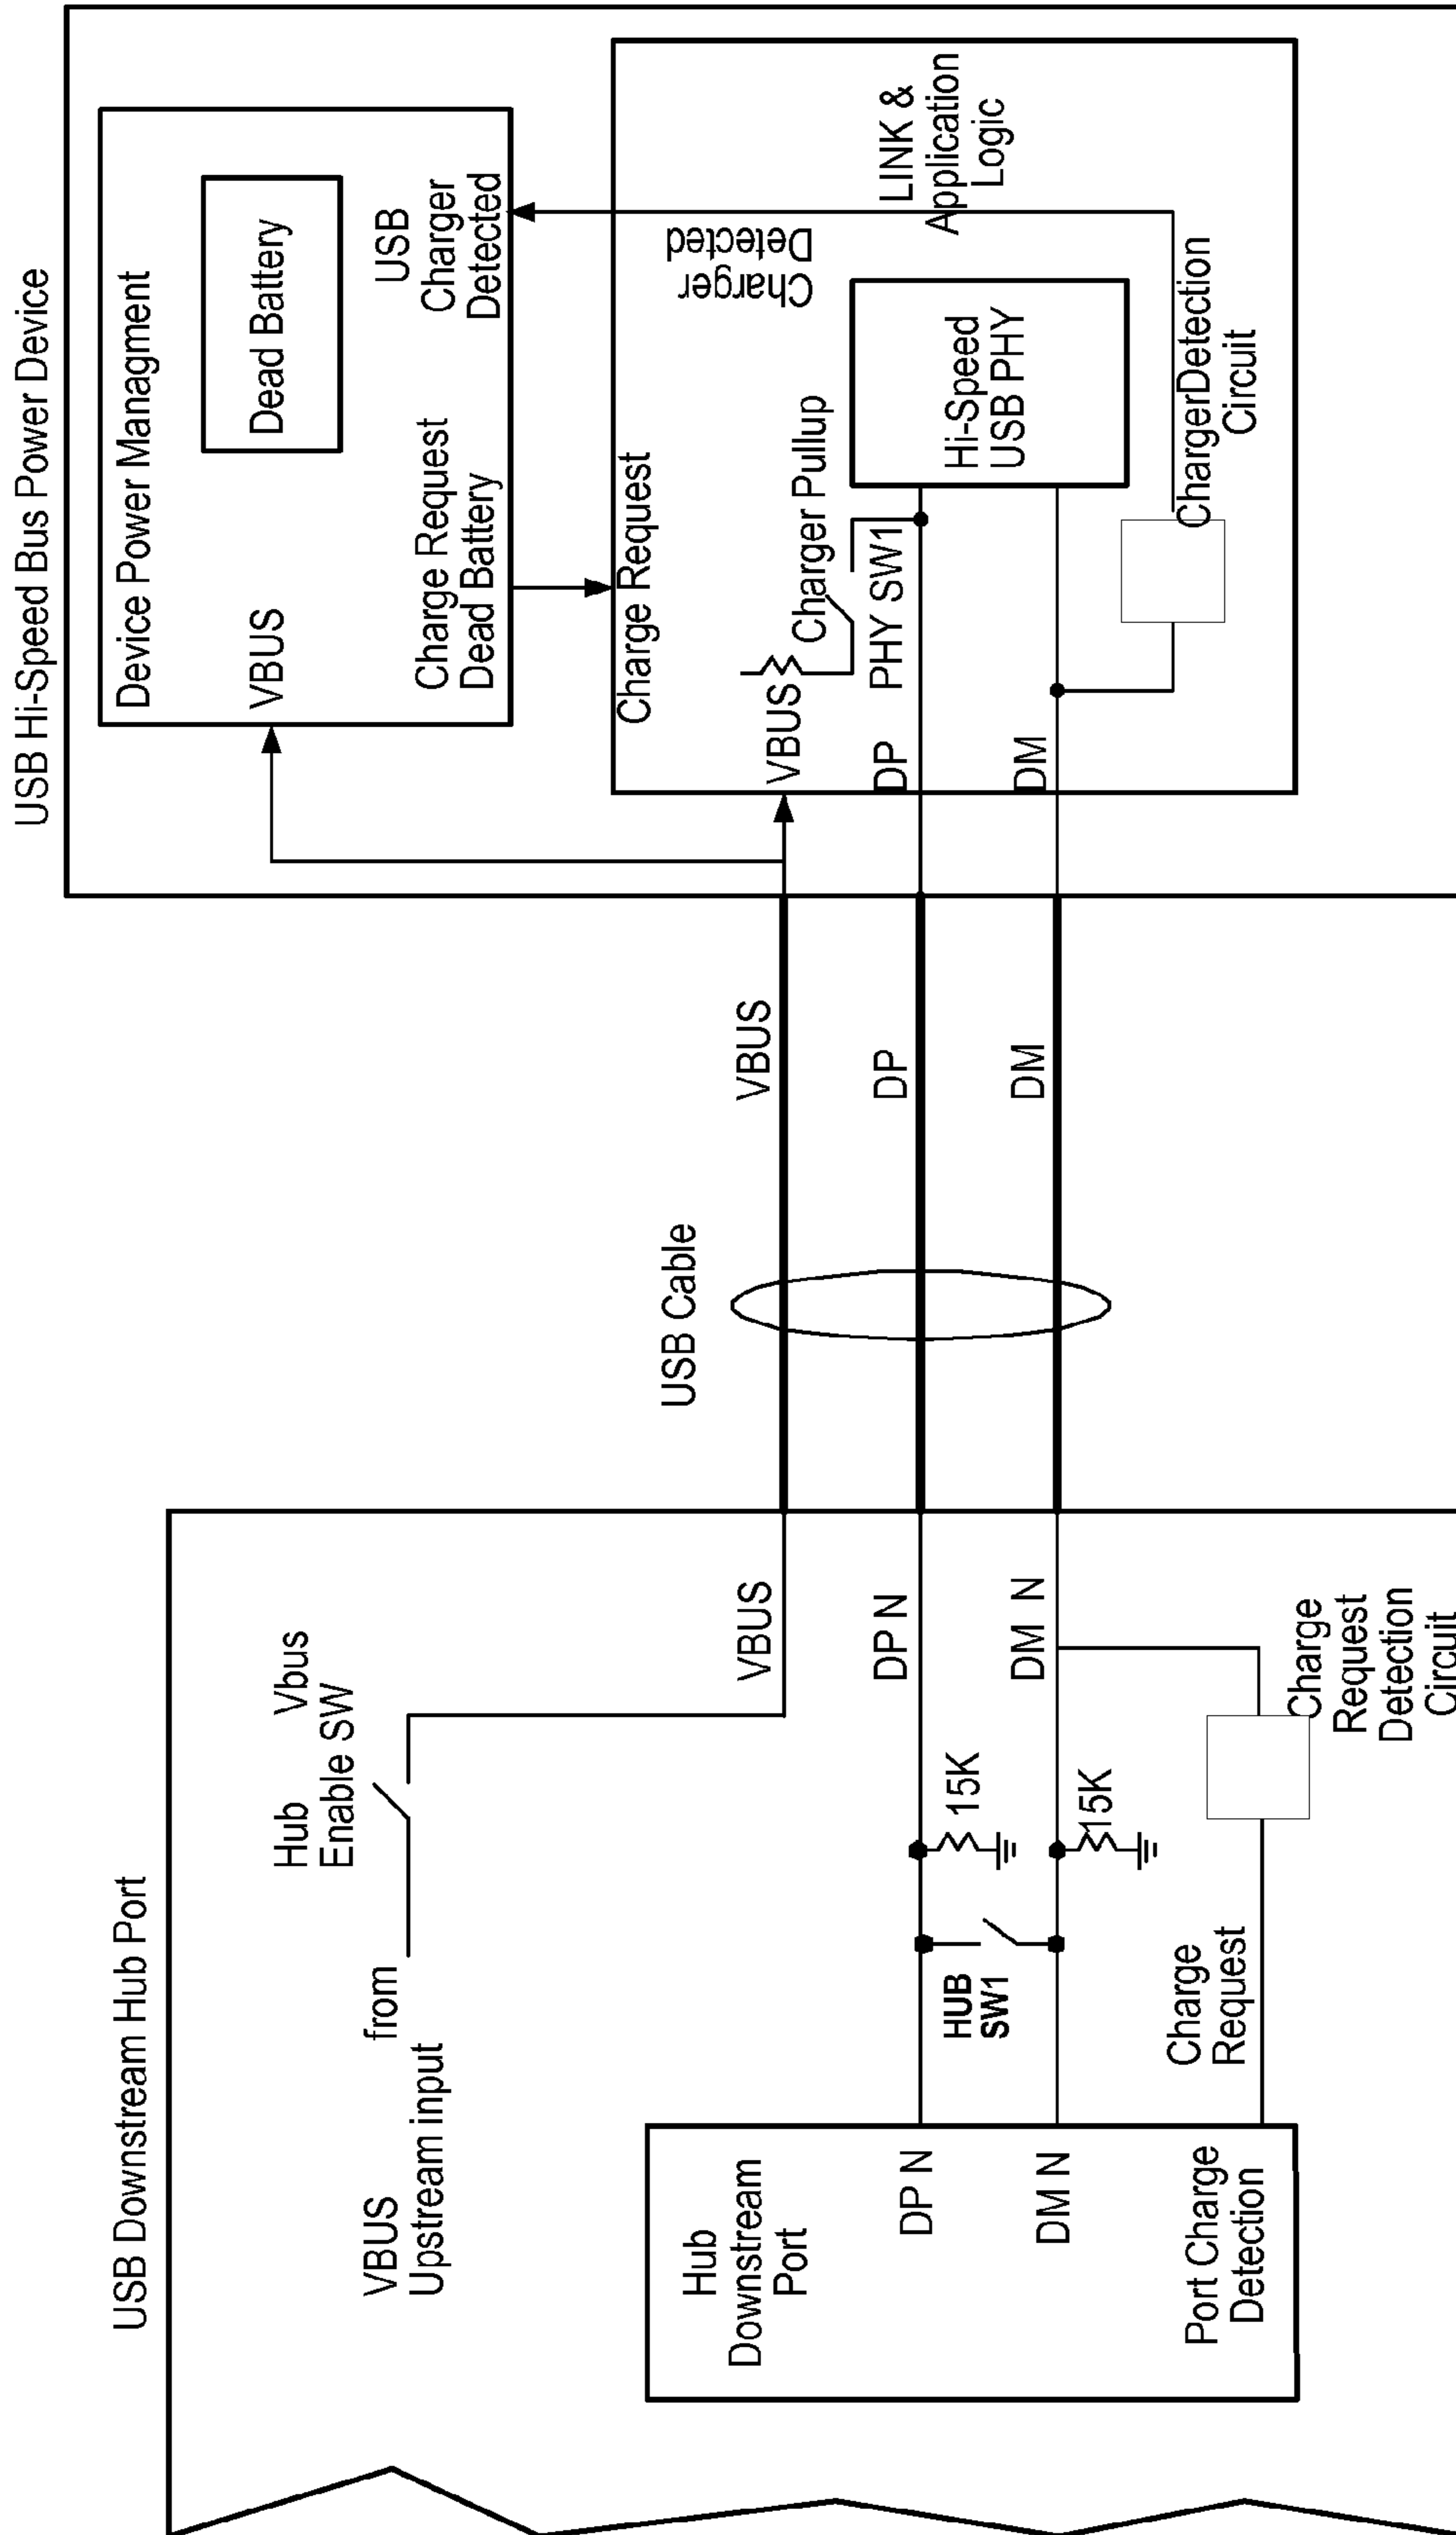 USB Hi-Speed Bus Power Device
Device Power Managment
Dead Battery
VBUS
Charge Request
Dead Battery
USB
Charger
Detected
Charge Request
Charger
Detected
LINK &
Application
Logic
VBUS
Charger Pullup
PHY SW1
Hi-Speed
USB PHY
DP
DM
ChargerDetection
Circuit
USB Cable
VBUS
DP
DM
USB Downstream Hub Port
Hub Vbus
Enable SW
VBUS from
Upstream input
VBUS
DP N
DM N
15K
15K
HUB
SW1
Charge
Request
Charge
Request
Detection
Circuit
Hub
Downstream
Port
DP N
DM N
Port Charge
Detection